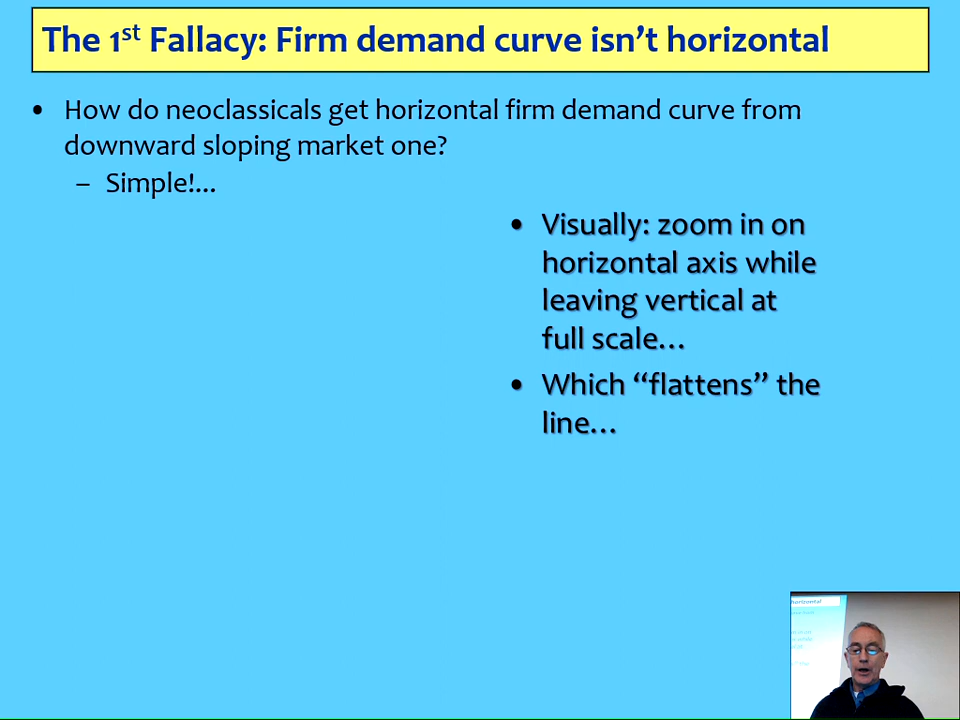 The 1st Fallacy: Firm demand curve isn't horizontal
• How do neoclassicals get horizontal firm demand curve from
downward sloping market one?
– Simple!...
• Visually: zoom in on
horizontal axis while
leaving vertical at
full scale…
• Which “flattens” the
line…
horizontal